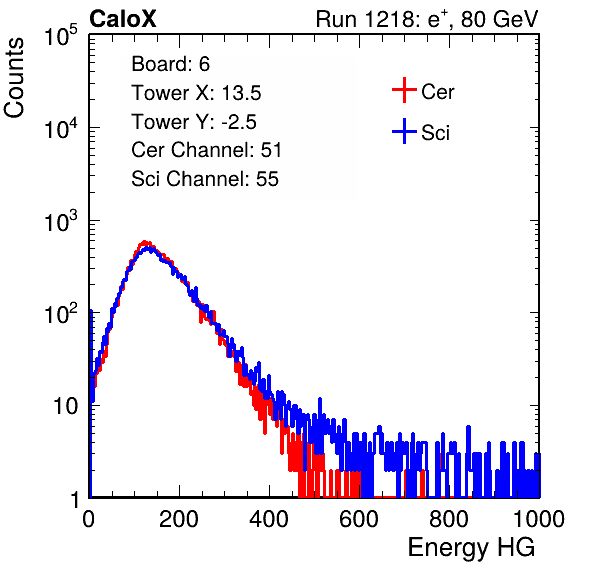 CaloX Run 1218: e⁺, 80 GeV
Counts
10⁵
10⁴
10³
10²
10
1
Board: 6
Tower X: 13.5
Tower Y: -2.5
Cer Channel: 51
Sci Channel: 55
Cer
Sci
0 200 400 600 800 1000
Energy HG